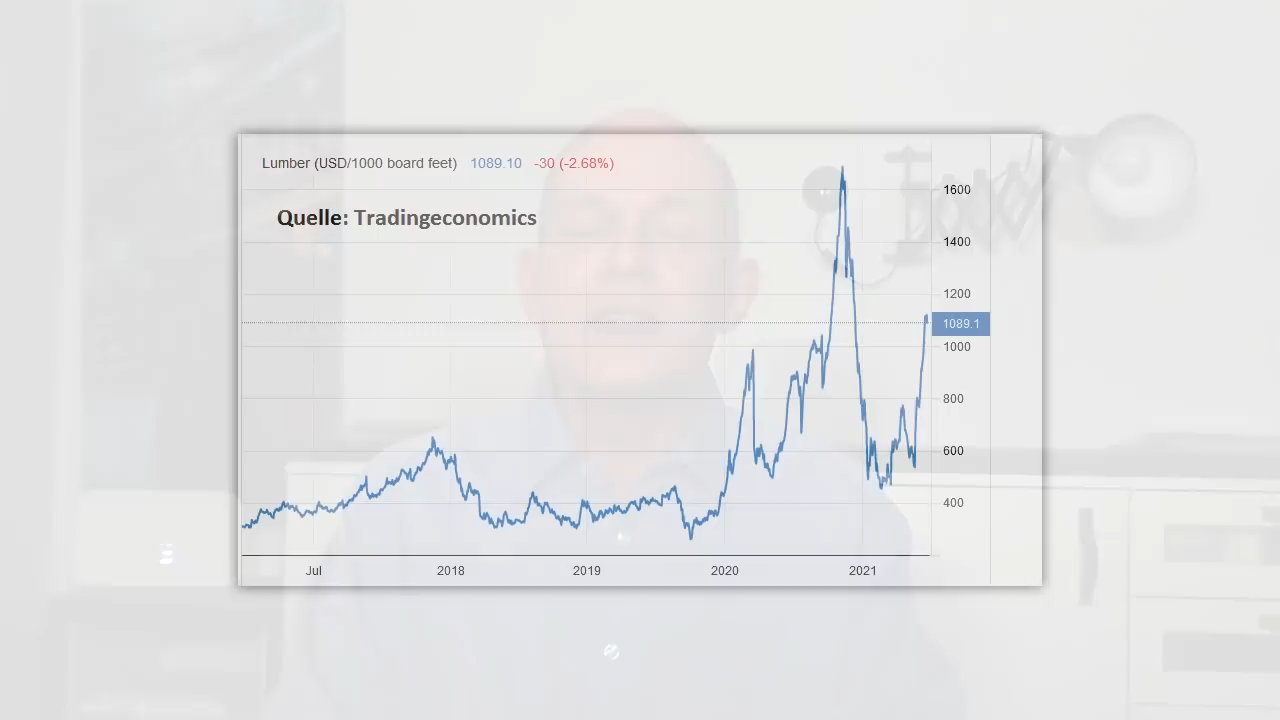 Lumber (USD/1000 board feet) 1089.10 -30 (-2.68%)
Quelle: Tradingeconomics
1600
1400
1200
1089.1
1000
800
600
400
Jul 2018 2019 2020 2021